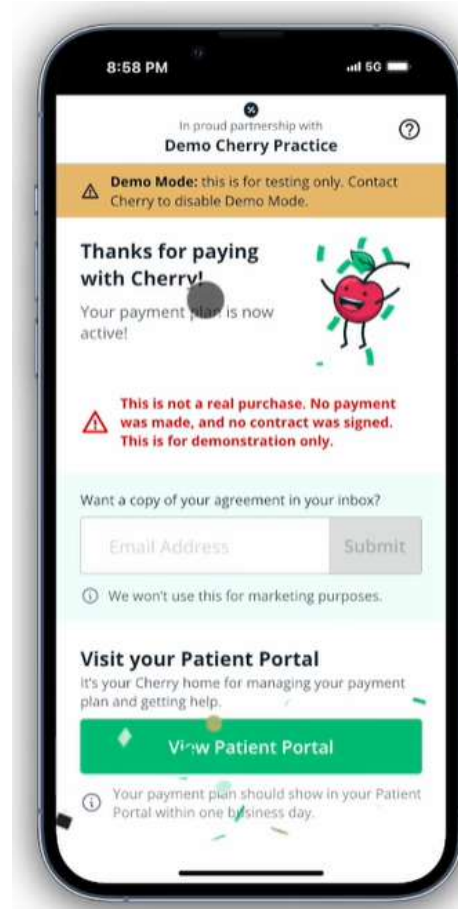 8:58 PM 5G
In proud partnership with
Demo Cherry Practice
Demo Mode: this is for testing only. Contact
Cherry to disable Demo Mode.
Thanks for paying
with Cherry!
Your payment plan is now
active!
This is not a real purchase. No payment
was made, and no contract was signed.
This is for demonstration only.
Want a copy of your agreement in your inbox?
Email Address Submit
We won't use this for marketing purposes.
Visit your Patient Portal
It's your Cherry home for managing your payment
plan and getting help.
View Patient Portal
Your payment plan should show in your Patient
Portal within one business day.